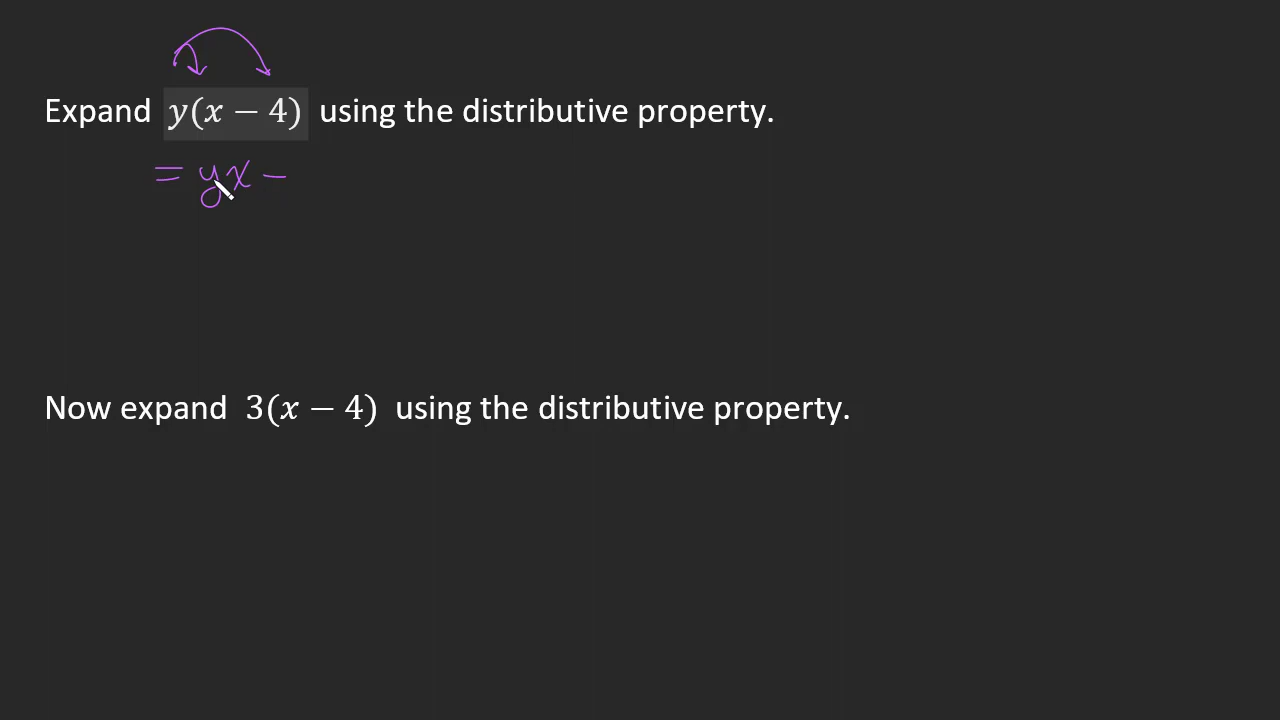 Expand y(x − 4) using the distributive property.
= yx −
Now expand 3(x − 4) using the distributive property.